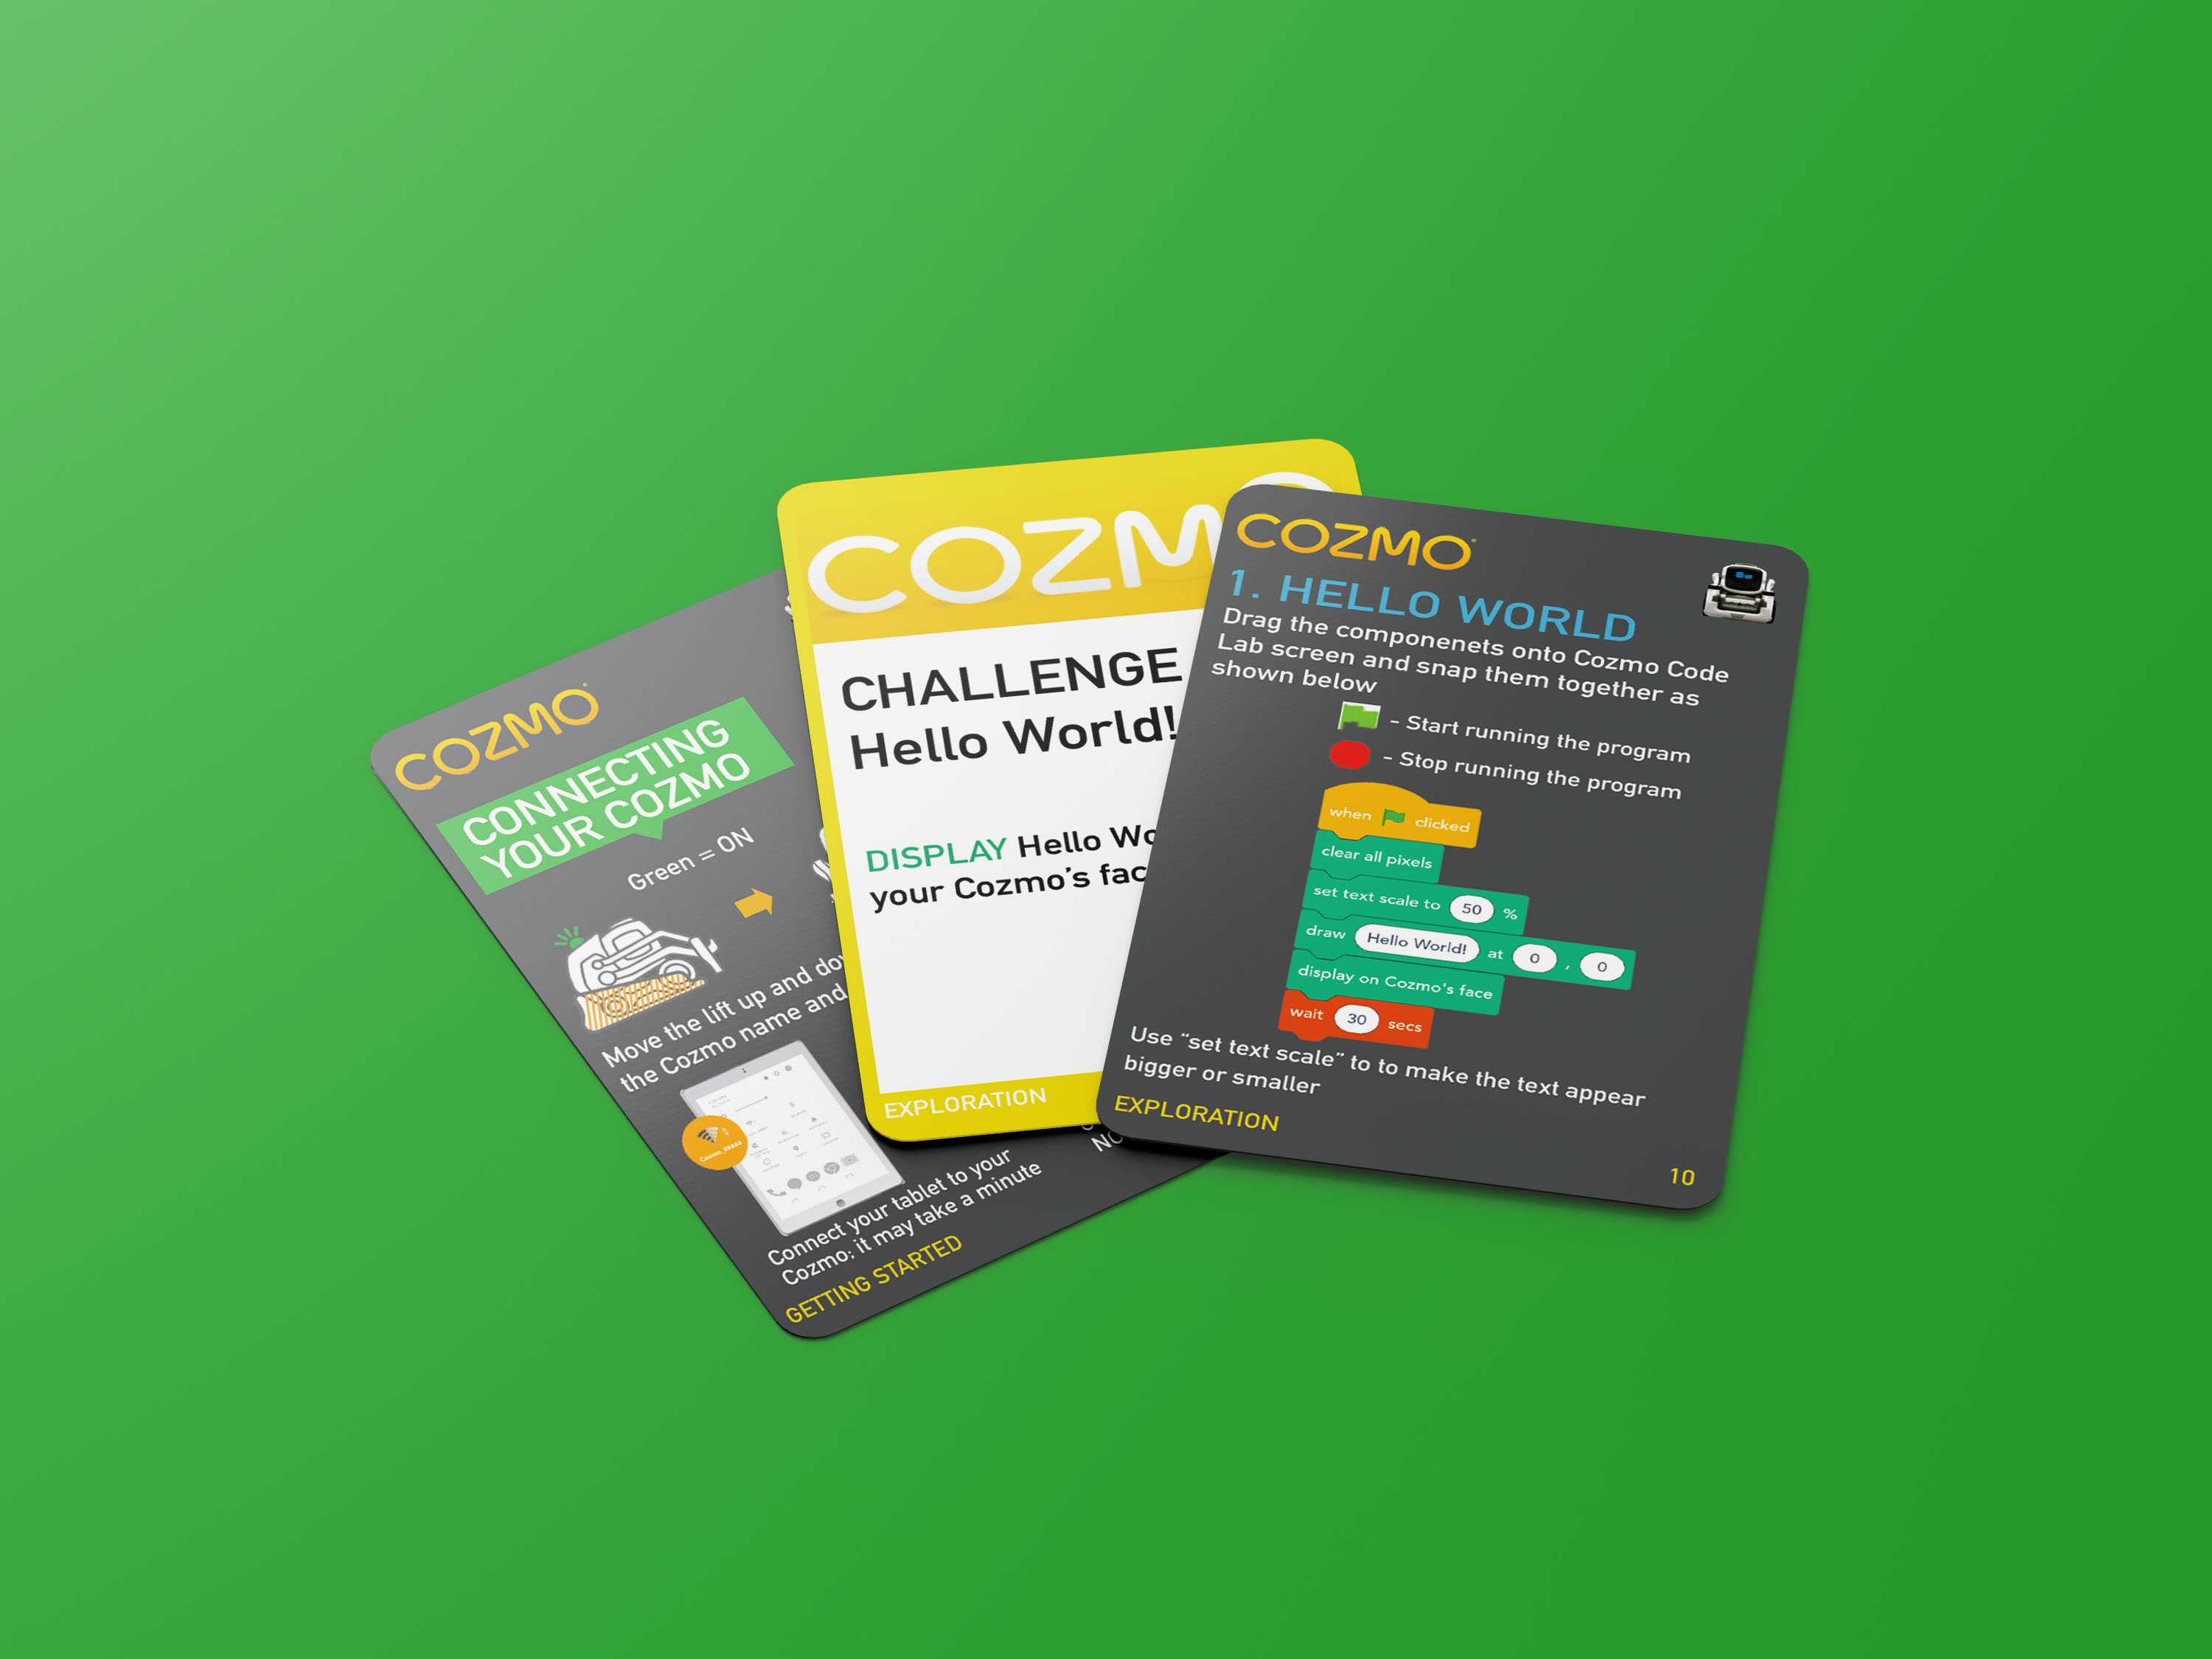 COZMO
CONNECTING
YOUR COZMO
Green = ON
Move the lift up and
the Cozmo name and
Cozmo_
Connect your tablet to your
Cozmo; it may take a minute
GETTING STARTED
COZM
CHALLENGE
Hello World!
DISPLAY Hello
your Cozmo's
EXPLORATION
COZMO
1. HELLO WORLD
Drag the componenets onto Cozmo Code
Lab screen and snap them together as
shown below
- Start running the program
- Stop running the program
when clicked
clear all pixels
set text scale to 50 %
draw Hello World! at 0 , 0
display on Cozmo's face
wait 30 secs
Use “set text scale” to to make the text appear
bigger or smaller
EXPLORATION
10